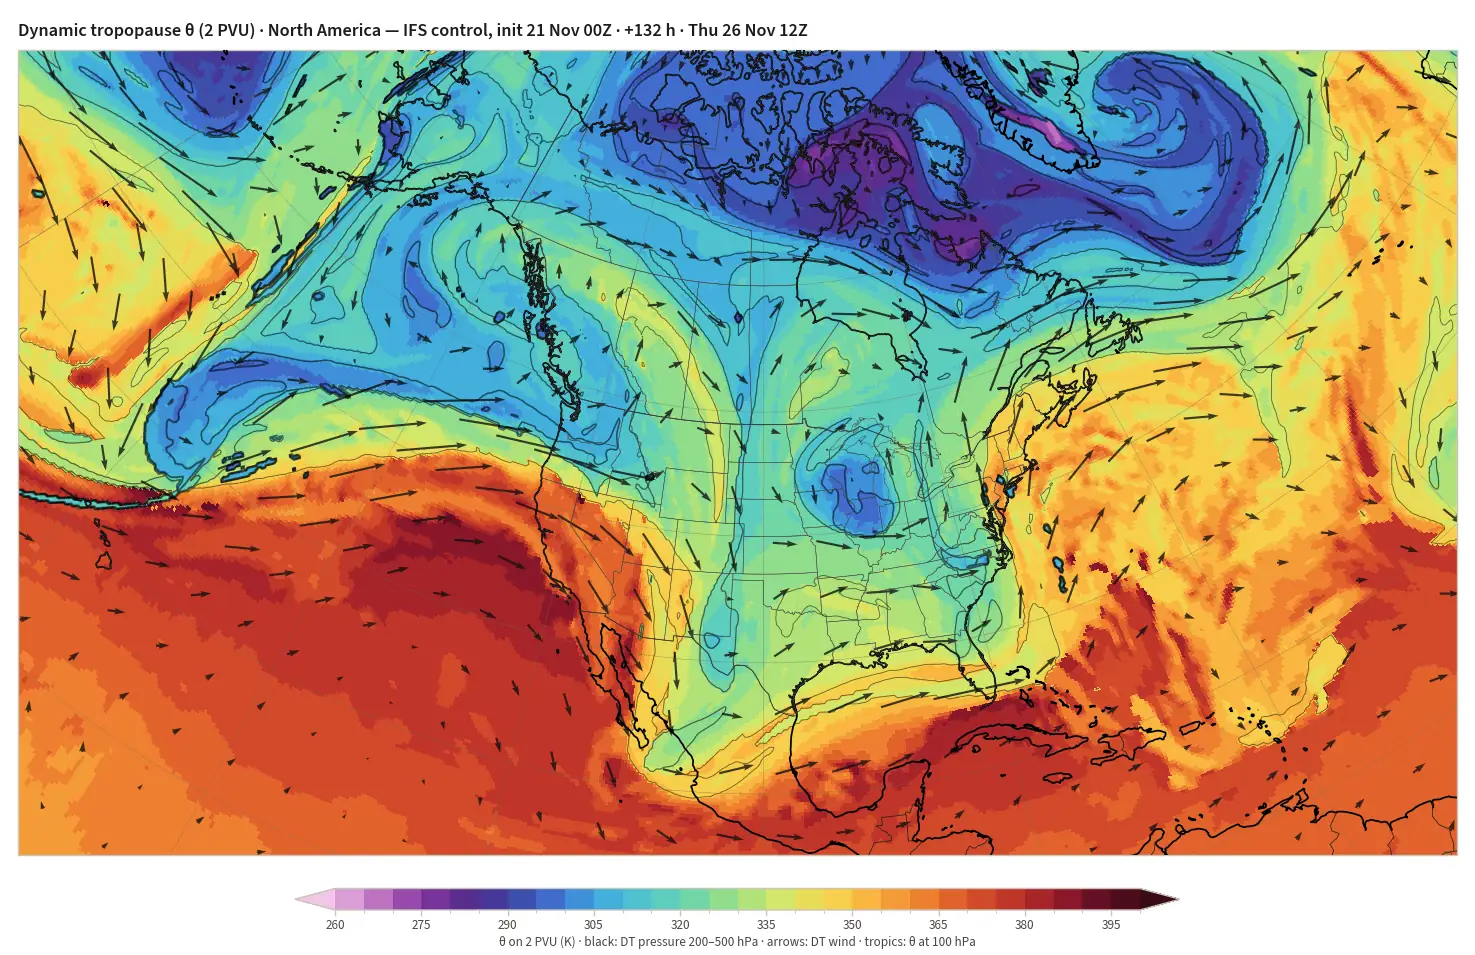 Dynamic tropopause θ (2 PVU) · North America — IFS control, init 21 Nov 00Z · +132 h · Thu 26 Nov 12Z
260 275 290 305 320 335 350 365 380 395
θ on 2 PVU (K) · black: DT pressure 200–500 hPa · arrows: DT wind · tropics: θ at 100 hPa